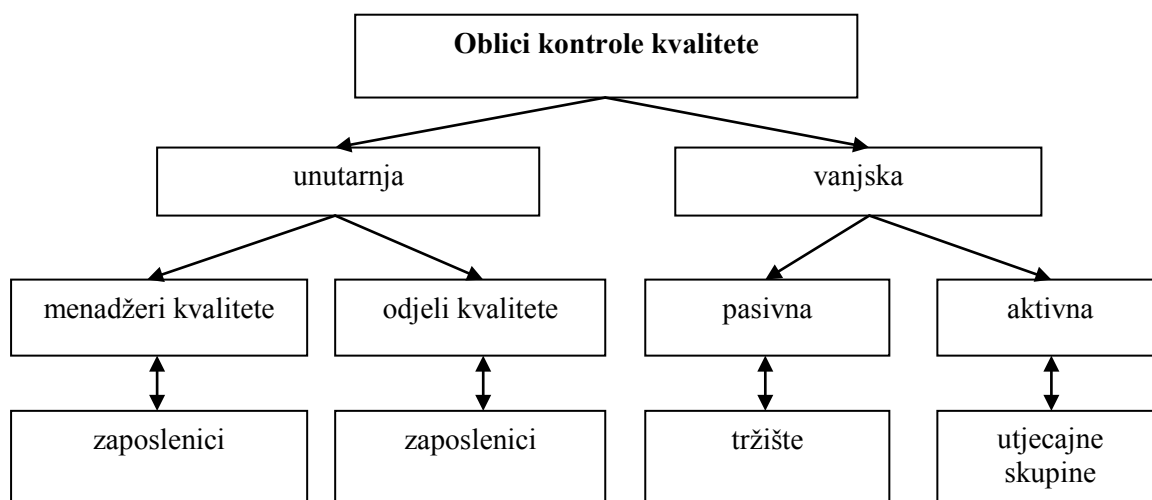 Oblici kontrole kvalitete
unutarnja
vanjska
menadžeri kvalitete
odjeli kvalitete
pasivna
aktivna
zaposlenici
zaposlenici
tržište
utjecajne
skupine